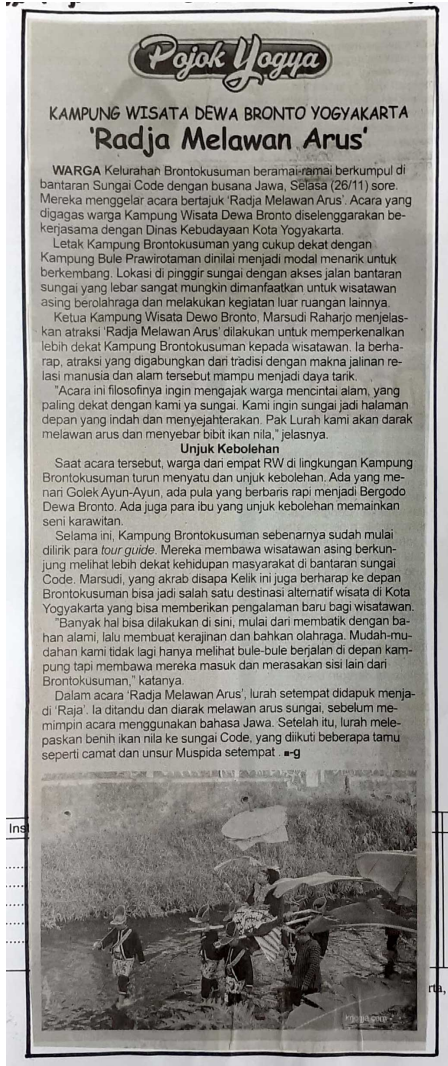 Pojok Yogya
KAMPUNG WISATA DEWA BRONTO YOGYAKARTA
'Radja Melawan Arus'
WARGA Kelurahan Brontokusuman beramai-ramai berkumpul di
bantaran Sungai Code dengan busana Jawa, Selasa (26/11) sore.
Mereka menggelar acara bertajuk 'Radja Melawan Arus'. Acara yang
digagas warga Kampung Wisata Dewa Bronto diselenggarakan be-
kerjasama dengan Dinas Kebudayaan Kota Yogyakarta.
Letak Kampung Brontokusuman yang cukup dekat dengan
Kampung Bule Prawirotaman dinilai menjadi modal menarik untuk
berkembang. Lokasi di pinggir sungai dengan akses jalan bantaran
sungai yang lebar sangat mungkin dimanfaatkan untuk wisatawan
asing berolahraga dan melakukan kegiatan luar ruangan lainnya.
Ketua Kampung Wisata Dewo Bronto, Marsudi Raharjo menjelas-
kan atraksi 'Radja Melawan Arus' dilakukan untuk memperkenalkan
lebih dekat Kampung Brontokusuman kepada wisatawan. Ia berha-
rap, atraksi yang digabungkan dari tradisi dengan makna jalinan re-
lasi manusia dan alam tersebut mampu menjadi daya tarik.
"Acara ini filosofinya ingin mengajak warga mencintai alam, yang
paling dekat dengan kami ya sungai. Kami ingin sungai jadi halaman
depan yang indah dan menyejahterakan. Pak Lurah kami akan darak
melawan arus dan menyebar bibit ikan nila," jelasnya.
Unjuk Kebolehan
Saat acara tersebut, warga dari empat RW di lingkungan Kampung
Brontokusuman turun menyatu dan unjuk kebolehan. Ada yang me-
nari Golek Ayun-Ayun, ada pula yang berbaris rapi menjadi Bergodo
Dewa Bronto. Ada juga para ibu yang unjuk kebolehan memainkan
seni karawitan.
Selama ini, Kampung Brontokusuman sebenarnya sudah mulai
dilirik para tour guide. Mereka membawa wisatawan asing berkun-
jung melihat lebih dekat kehidupan masyarakat di bantaran sungai
Code. Marsudi, yang akrab disapa Kelik ini juga berharap ke depan
Brontokusuman bisa jadi salah satu destinasi alternatif wisata di Kota
Yogyakarta yang bisa memberikan pengalaman baru bagi wisatawan.
"Banyak hal bisa dilakukan di sini, mulai dari membatik dengan ba-
han alami, lalu membuat kerajinan dan bahkan olahraga. Mudah-mu-
dahan kami tidak lagi hanya melihat bule-bule berjalan di depan kam-
pung tapi membawa mereka masuk dan merasakan sisi lain dari
Brontokusuman," katanya.
Dalam acara 'Radja Melawan Arus', lurah setempat didapuk menja-
di 'Raja'. Ia ditandu dan diarak melawan arus sungai, sebelum me-
mimpin acara menggunakan bahasa Jawa. Setelah itu, lurah mele-
paskan benih ikan nila ke sungai Code, yang diikuti beberapa tamu
seperti camat dan unsur Muspida setempat . ■-g
Ins
rta,